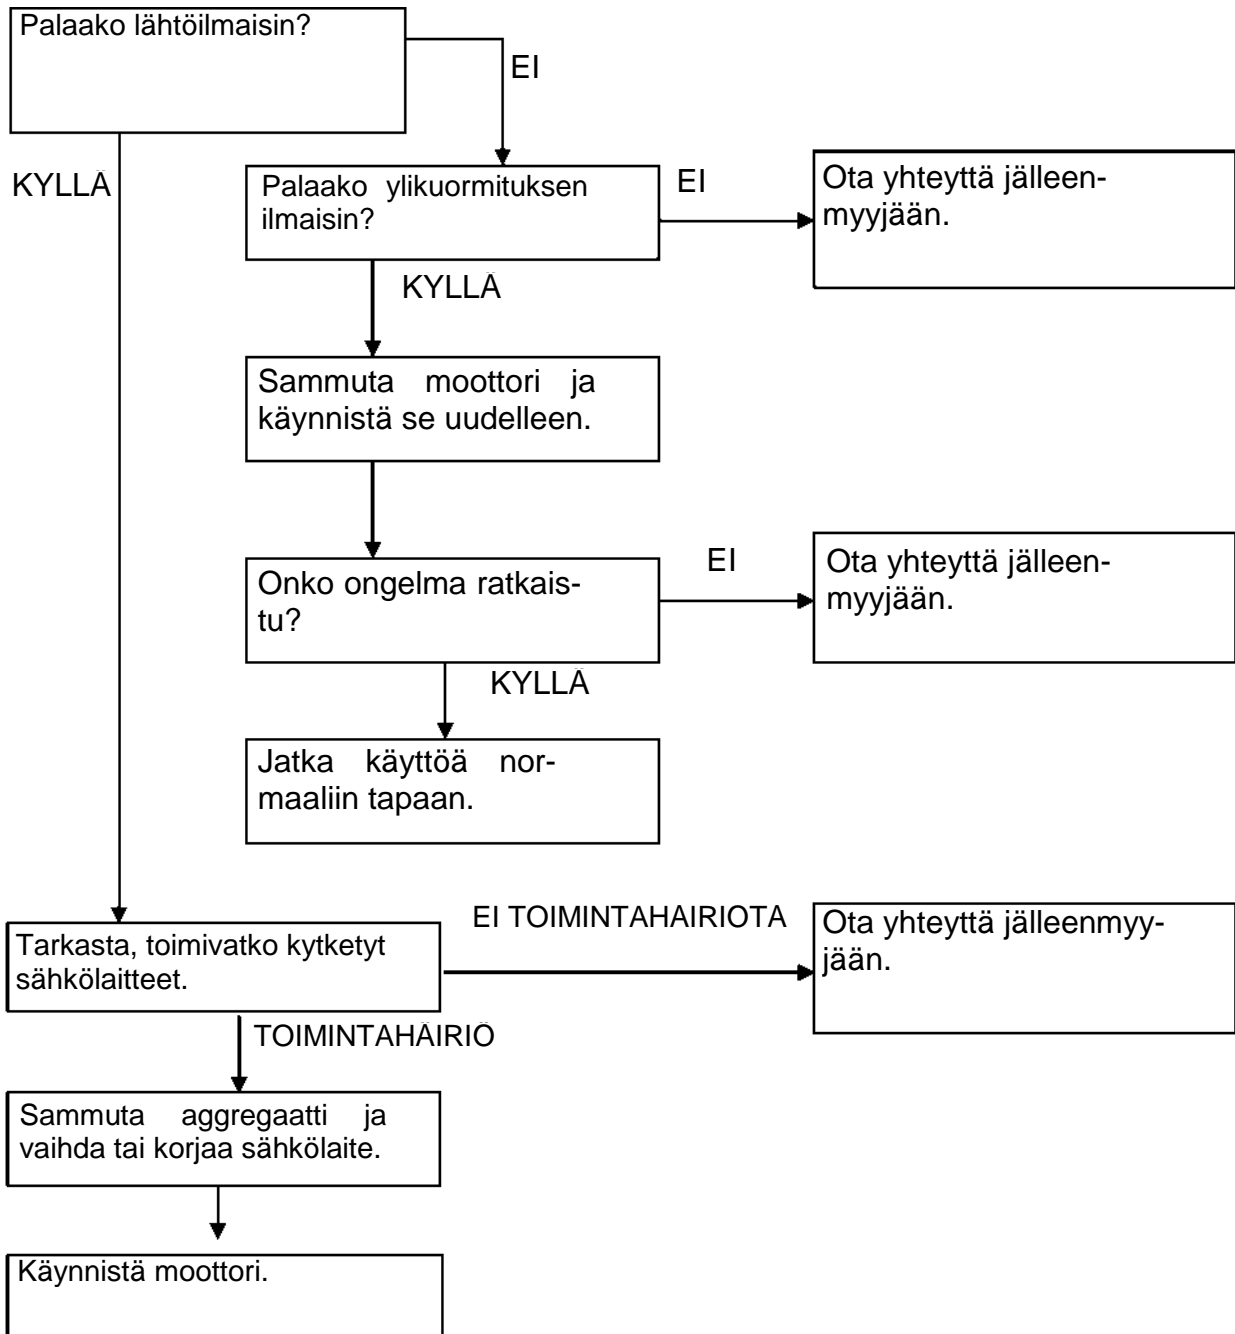 Palaako lähtöilmaisin?
EI
KYLLÄ
Palaako ylikuormituksen
ilmaisin?
EI
Ota yhteyttä jälleen-
myyjään.
KYLLÄ
Sammuta moottori ja
käynnistä se uudelleen.
Onko ongelma ratkais-
tu?
EI
Ota yhteyttä jälleen-
myyjään.
KYLLÄ
Jatka käyttöä nor-
maaliin tapaan.
Tarkasta, toimivatko kytketyt
sähkölaitteet.
EI TOIMINTAHAIRIOTA
Ota yhteyttä jälleenmyy-
jään.
TOIMINTAHÄIRIÖ
Sammuta aggregaatti ja
vaihda tai korjaa sähkölaite.
Käynnistä moottori.